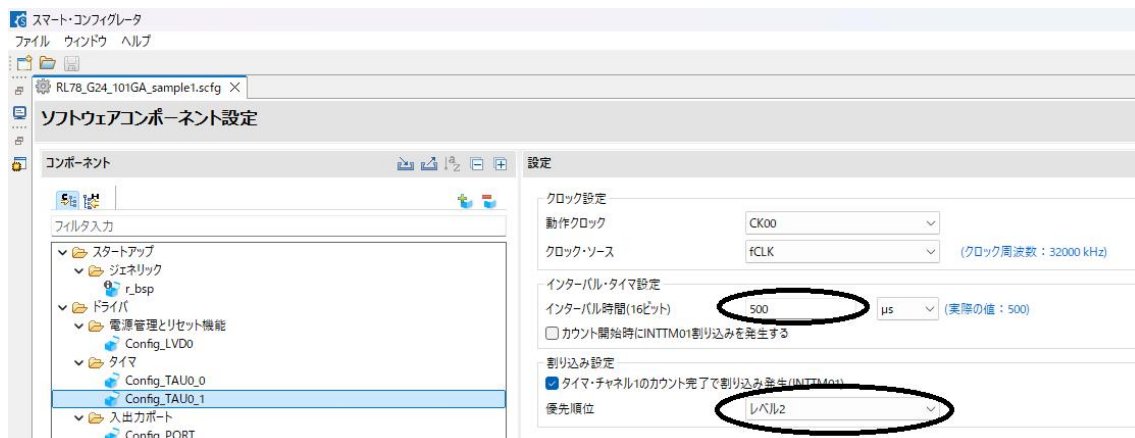 スマート・コンフィグレータ
ファイル ウィンドウ ヘルプ
RL78_G24_101GA_sample1.scfg
ソフトウェアコンポーネント設定
コンポーネント
フィルタ入力
スタートアップ
ジェネリック
r_bsp
ドライバ
電源管理とリセット機能
Config_LVD0
タイマ
Config_TAU0_0
Config_TAU0_1
入出力ポート
Config_PORT
設定
クロック設定
動作クロック CK00
クロック・ソース fCLK (クロック周波数:32000 kHz)
インターバル・タイマ設定
インターバル時間(16ビット) 500 µs (実際の値:500)
カウント開始時にINTTM01割り込みを発生する
割り込み設定
タイマ・チャネル1のカウント完了で割り込み発生(INTTM01)
優先順位 レベル2